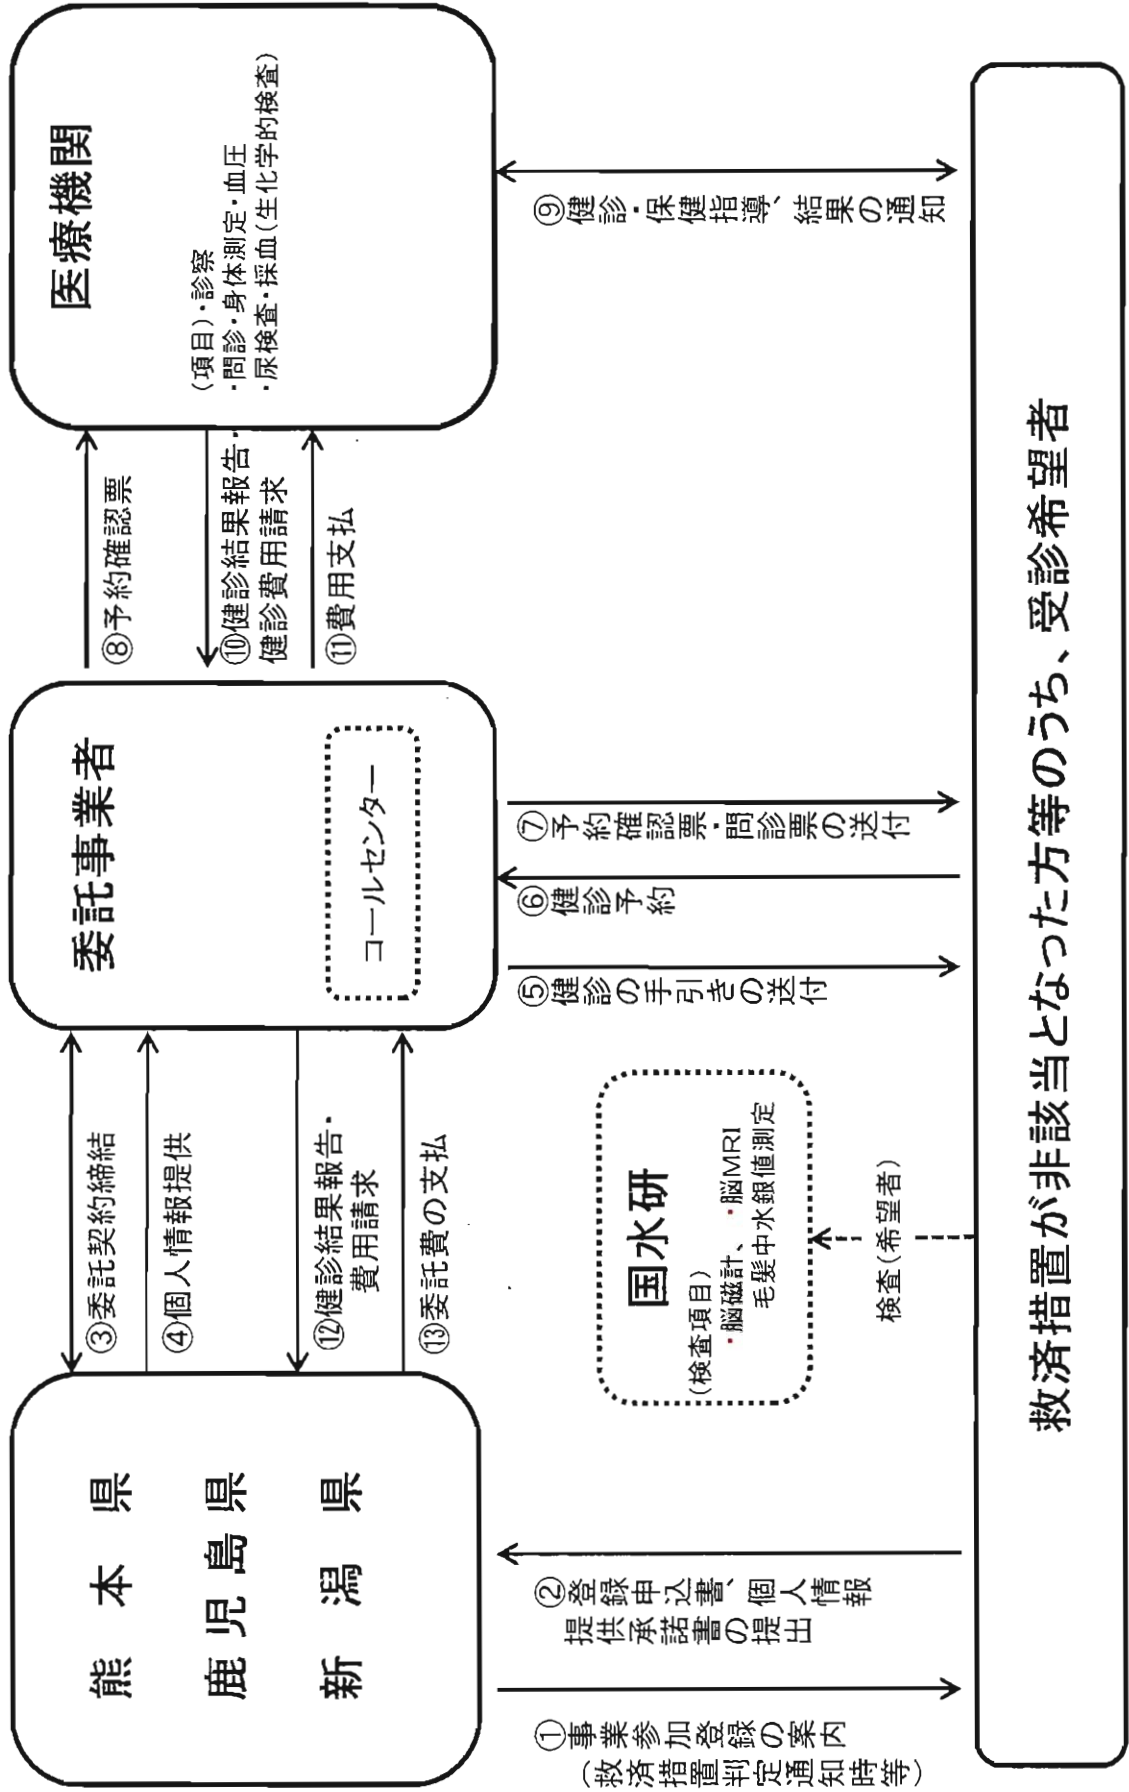 熊本県
鹿児島県
新潟県
③委託契約締結
④個人情報提供
⑫健診結果報告・
費用請求
⑬委託費の支払
委託事業者
コールセンター
⑧予約確認票
⑩健診結果報告・
健診費用請求
⑪費用支払
医療機関
(項目)・診察
・問診・身体測定・血圧
・尿検査・採血(生化学的検査)
①事業参加登録の案内
(救済措置判定通知時等)
②登録申込書、個人情報
提供承諾書の提出
国水研
(検査項目)
・脳磁計、・脳MRI
毛髪中水銀値測定
検査(希望者)
⑤健診の手引きの送付
⑥健診予約
⑦予約確認票・問診票の送付
⑨健診・保健指導、結果の通知
救済措置が非該当となった方等のうち、受診希望者